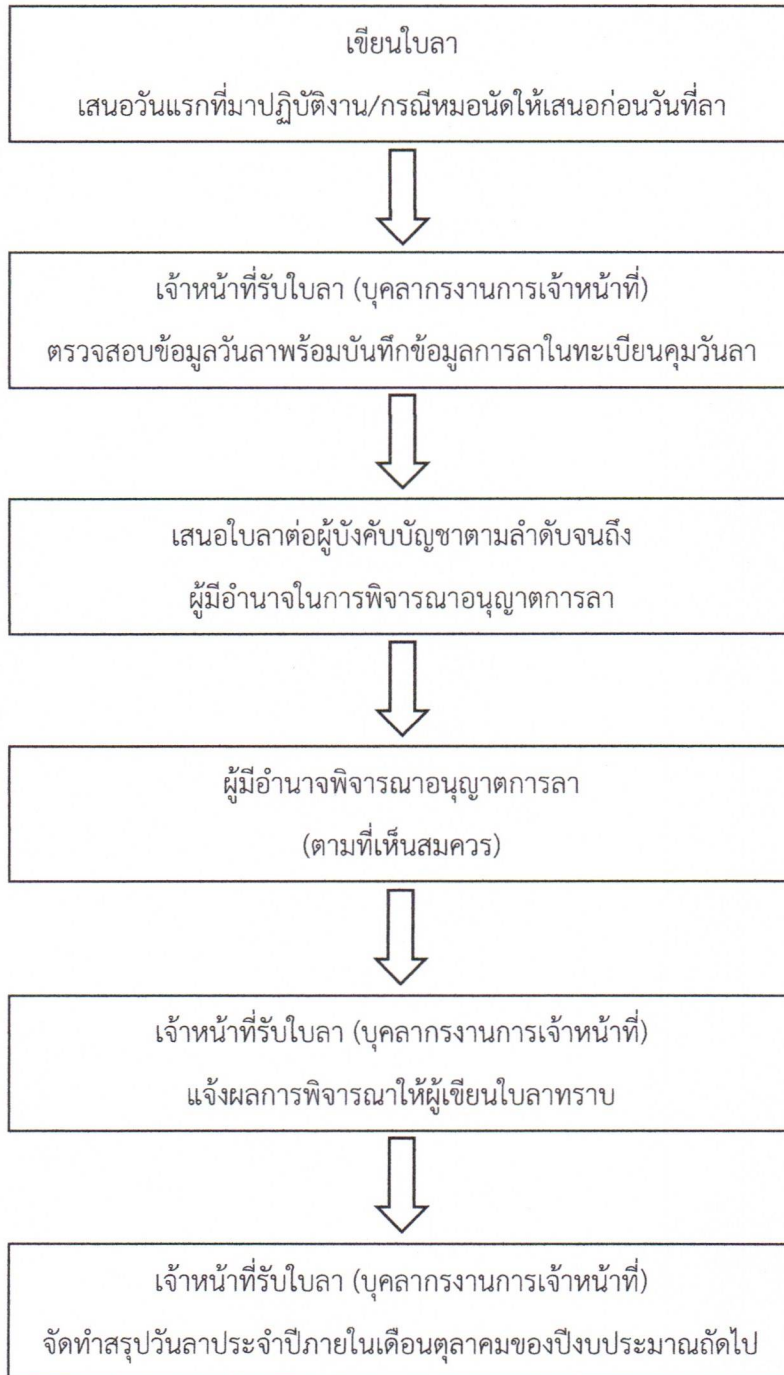 เขียนใบลา
เสนอวันแรกที่มาปฏิบัติงาน/กรณีหมอนัดให้เสนอก่อนวันที่ลา
เจ้าหน้าที่รับใบลา (บุคลากรงานการเจ้าหน้าที่)
ตรวจสอบข้อมูลวันลาพร้อมบันทึกข้อมูลการลาในทะเบียนคุมวันลา
เสนอใบลาต่อผู้บังคับบัญชาตามลำดับจนถึง
ผู้มีอำนาจในการพิจารณาอนุญาตการลา
ผู้มีอำนาจพิจารณาอนุญาตการลา
(ตามที่เห็นสมควร)
เจ้าหน้าที่รับใบลา (บุคลากรงานการเจ้าหน้าที่)
แจ้งผลการพิจารณาให้ผู้เขียนใบลาทราบ
เจ้าหน้าที่รับใบลา (บุคลากรงานการเจ้าหน้าที่)
จัดทำสรุปวันลาประจำปีภายในเดือนตุลาคมของปีงบประมาณถัดไป